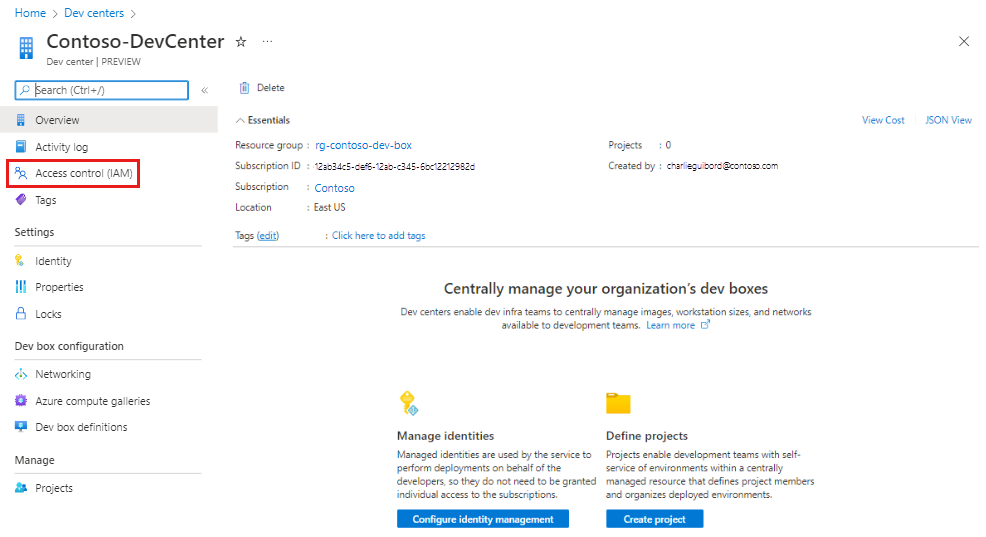 Home > Dev centers >
Contoso-DevCenter ☆ ...
Dev center | PREVIEW
Search (Ctrl+/)
«
Overview
Activity log
Access control (IAM)
Tags
Settings
Identity
Properties
Locks
Dev box configuration
Networking
Azure compute galleries
Dev box definitions
Manage
Projects
Delete
Essentials
View Cost
JSON View
Resource group : rg-contoso-dev-box
Subscription ID : 12ab34c5-def6-12ab-c345-6bc12212982d
Subscription : Contoso
Location : East US
Projects : 0
Created by : charlieguibord@contoso.com
Tags (edit) : Click here to add tags
Centrally manage your organization's dev boxes
Dev centers enable dev infra teams to centrally manage images, workstation sizes, and networks
available to development teams. Learn more
Manage identities
Managed identities are used by the service to
perform deployments on behalf of the
developers, so they do not need to be granted
individual access to the subscriptions.
Configure identity management
Define projects
Projects enable development teams with self-
service of environments within a centrally
managed resource that defines project members
and organizes deployed environments.
Create project